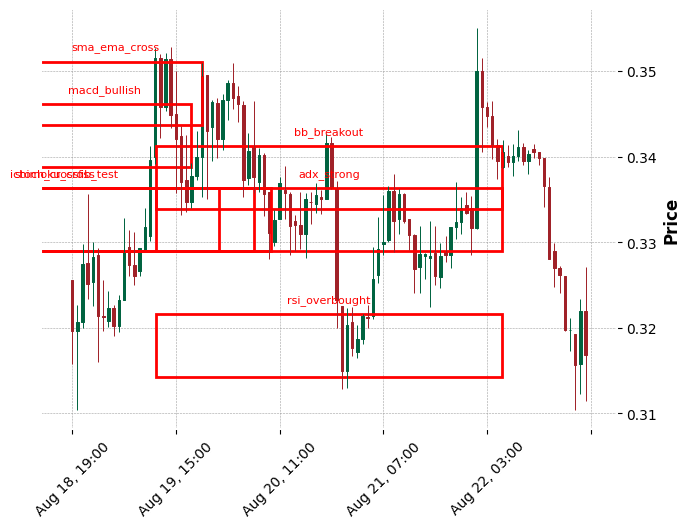 sma_ema_cross
macd_bullish
bb_breakout
adx_strong
rsi_overbought
0.35
0.34
0.33
0.32
0.31
Price
Aug 18, 19:00
Aug 19, 15:00
Aug 20, 11:00
Aug 21, 07:00
Aug 22, 03:00